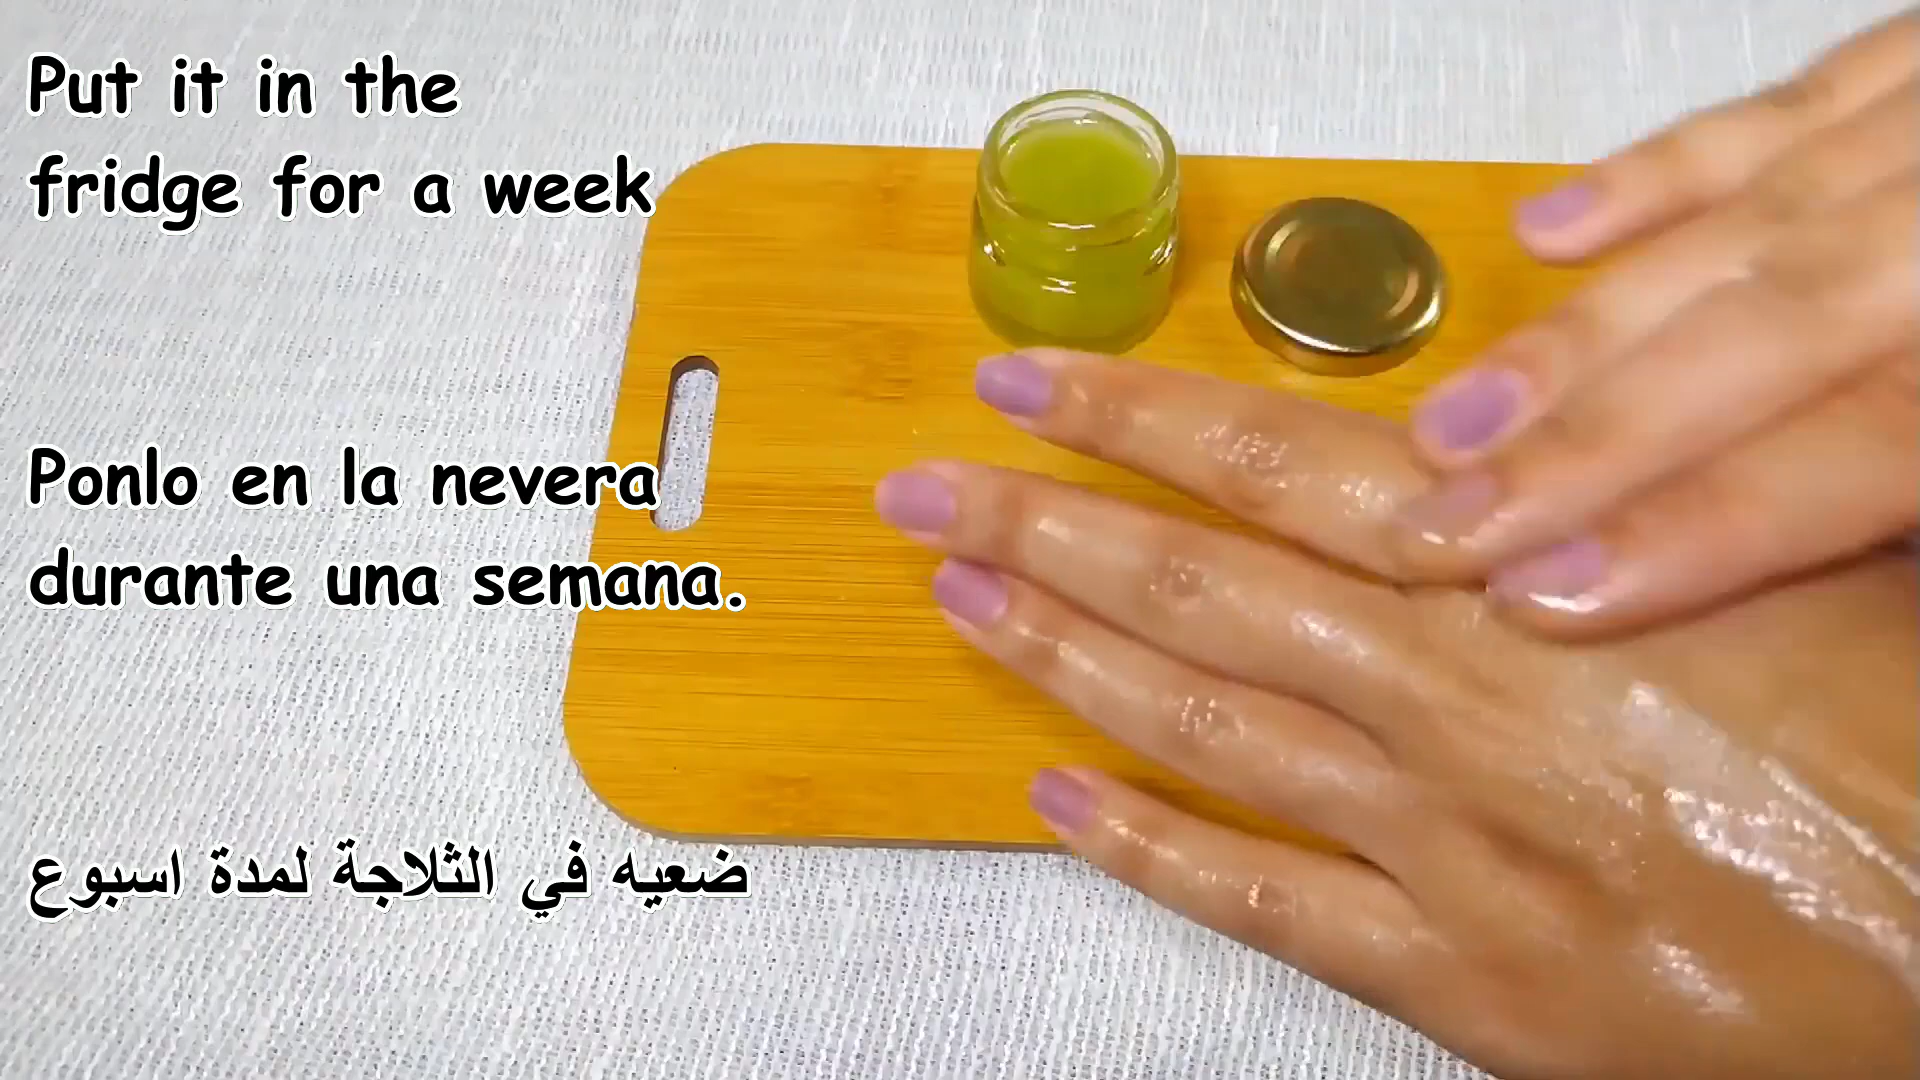 Put it in the
fridge for a week
Ponlo en la nevera
durante una semana.
ضعيه في الثلاجة لمدة اسبوع